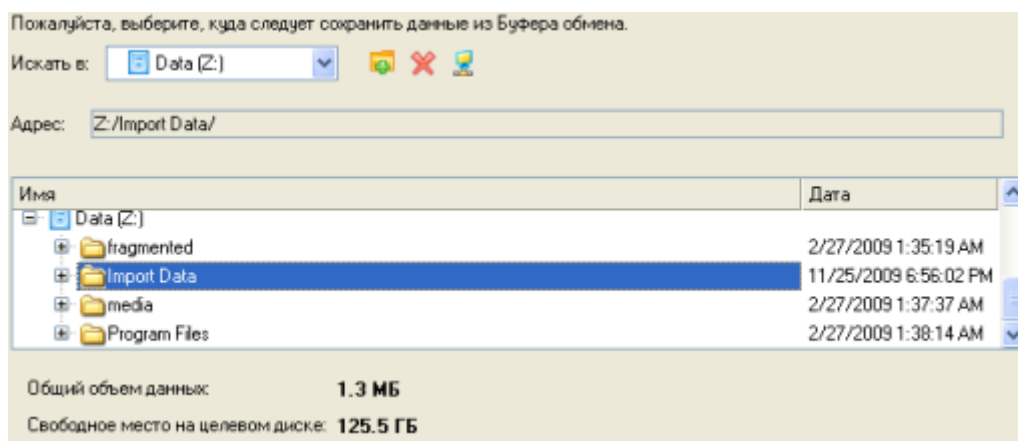 Пожалуйста, выберите, куда следует сохранить данные из Буфера обмена.
Искать в: Data (Z:)
Адрес: Z:/Import Data/
Имя Дата
Data (Z:)
fragmented 2/27/2009 1:35:19 AM
Import Data 11/25/2009 6:56:02 PM
media 2/27/2009 1:37:37 AM
Program Files 2/27/2009 1:38:14 AM
Общий объем данных: 1.3 МБ
Свободное место на целевом диске: 125.5 ГБ